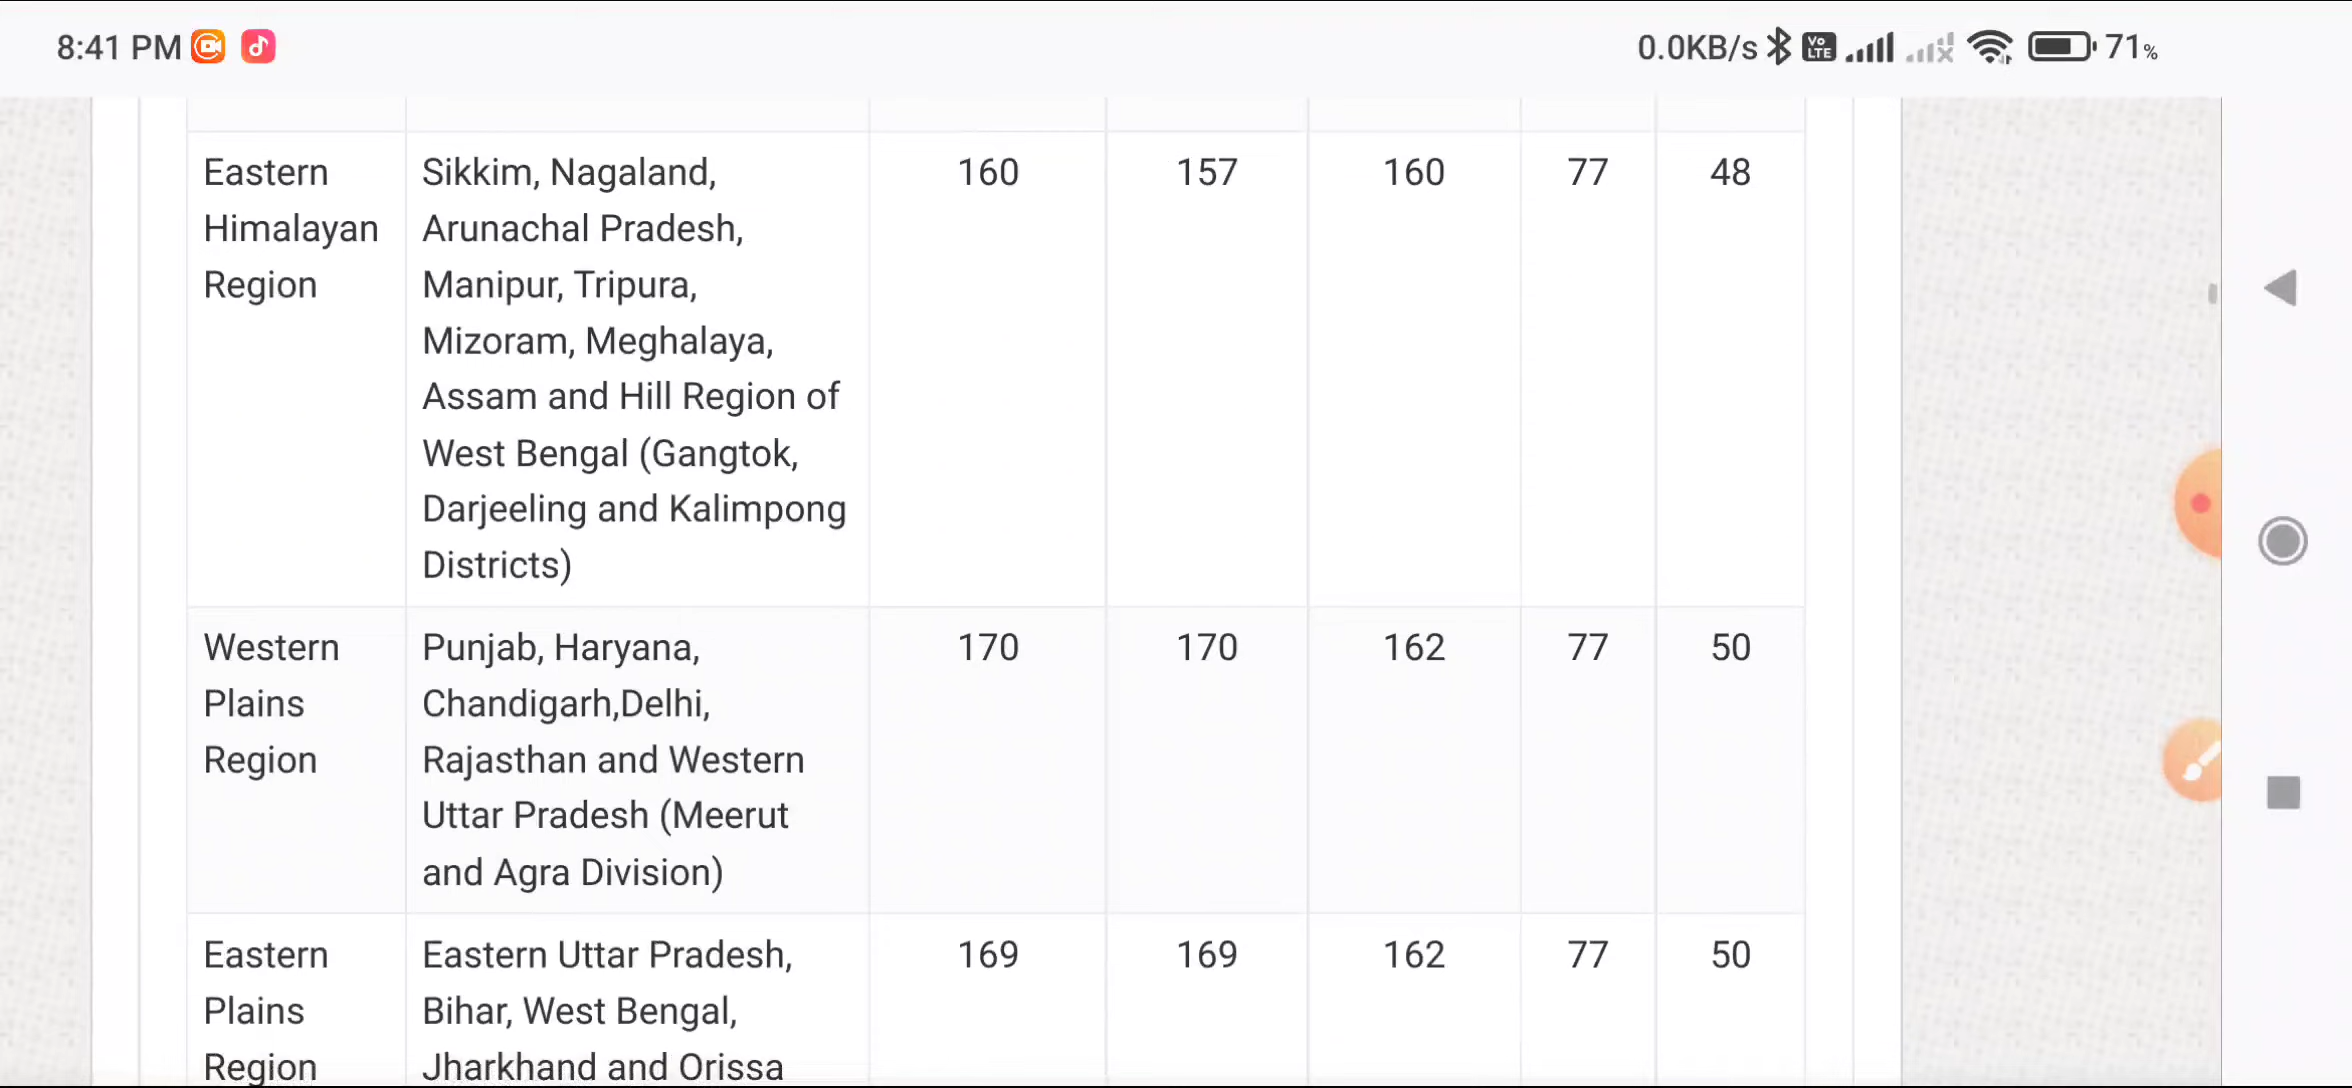 8:41 PM 0.0KB/s Vo LTE 71%
Eastern Sikkim, Nagaland, 160 157 160 77 48
Himalayan Arunachal Pradesh,
Region Manipur, Tripura,
Mizoram, Meghalaya,
Assam and Hill Region of
West Bengal (Gangtok,
Darjeeling and Kalimpong
Districts)
Western Punjab, Haryana, 170 170 162 77 50
Plains Chandigarh,Delhi,
Region Rajasthan and Western
Uttar Pradesh (Meerut
and Agra Division)
Eastern Eastern Uttar Pradesh, 169 169 162 77 50
Plains Bihar, West Bengal,
Region Jharkhand and Orissa